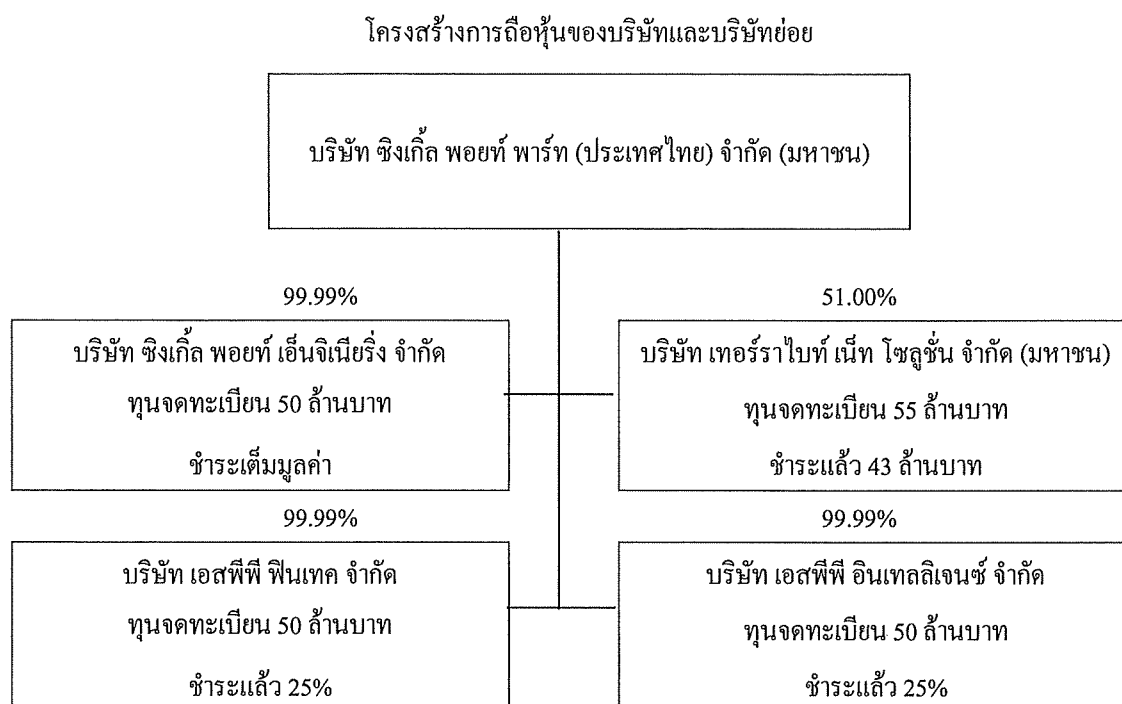 โครงสร้างการถือหุ้นของบริษัทและบริษัทย่อย
บริษัท ซิงเกิ้ล พอยท์ พาร์ท (ประเทศไทย) จำกัด (มหาชน)
99.99%
บริษัท ซิงเกิ้ล พอยท์ เอ็นจิเนียริ่ง จำกัด
ทุนจดทะเบียน 50 ล้านบาท
ชำระเต็มมูลค่า
51.00%
บริษัท เทอร์ราไบท์ เน็ท โซลูชั่น จำกัด (มหาชน)
ทุนจดทะเบียน 55 ล้านบาท
ชำระแล้ว 43 ล้านบาท
99.99%
บริษัท เอสพีพี ฟินเทค จำกัด
ทุนจดทะเบียน 50 ล้านบาท
ชำระแล้ว 25%
99.99%
บริษัท เอสพีพี อินเทลลิเจนซ์ จำกัด
ทุนจดทะเบียน 50 ล้านบาท
ชำระแล้ว 25%